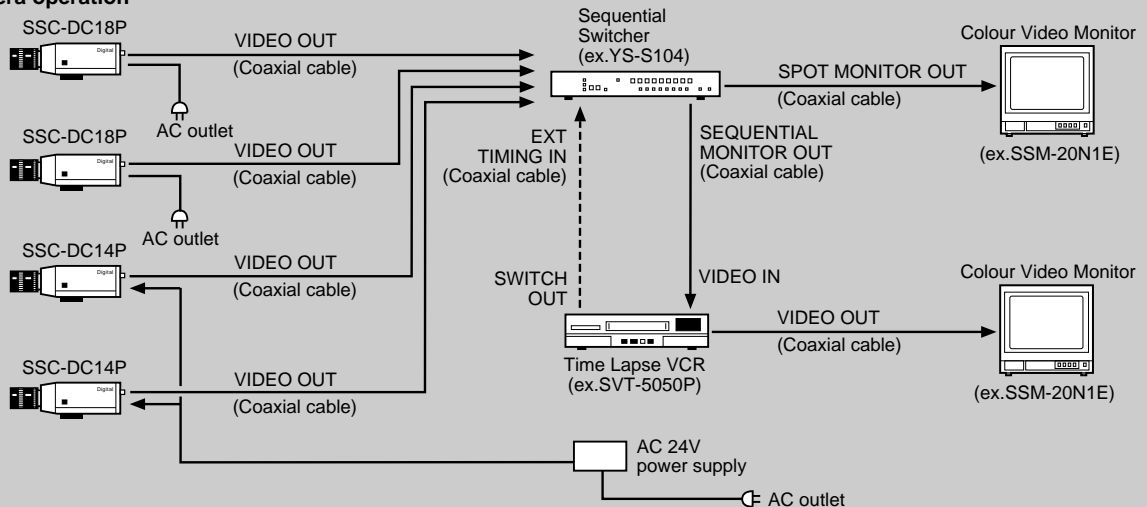 era operation
SSC-DC18P
Digital
VIDEO OUT
(Coaxial cable)
AC outlet
SSC-DC18P
Digital
VIDEO OUT
(Coaxial cable)
AC outlet
SSC-DC14P
Digital
VIDEO OUT
(Coaxial cable)
SSC-DC14P
Digital
VIDEO OUT
(Coaxial cable)
Sequential
Switcher
(ex.YS-S104)
EXT
TIMING IN
(Coaxial cable)
SEQUENTIAL
MONITOR OUT
(Coaxial cable)
SWITCH
OUT
VIDEO IN
SPOT MONITOR OUT
(Coaxial cable)
Colour Video Monitor
(ex.SSM-20N1E)
Time Lapse VCR
(ex.SVT-5050P)
VIDEO OUT
(Coaxial cable)
Colour Video Monitor
(ex.SSM-20N1E)
AC 24V
power supply
AC outlet